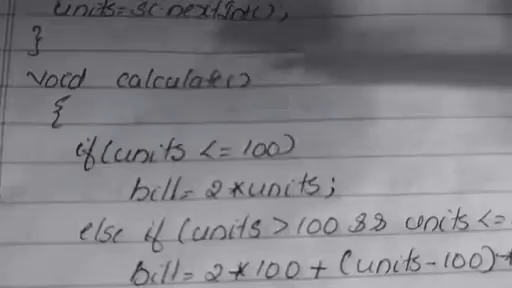 units=sc.nextInt();
}
void calculate()
{
if(units <= 100)
bill= 2*units;
else if (units > 100 && units <=
bill= 2*100 + (units-100)